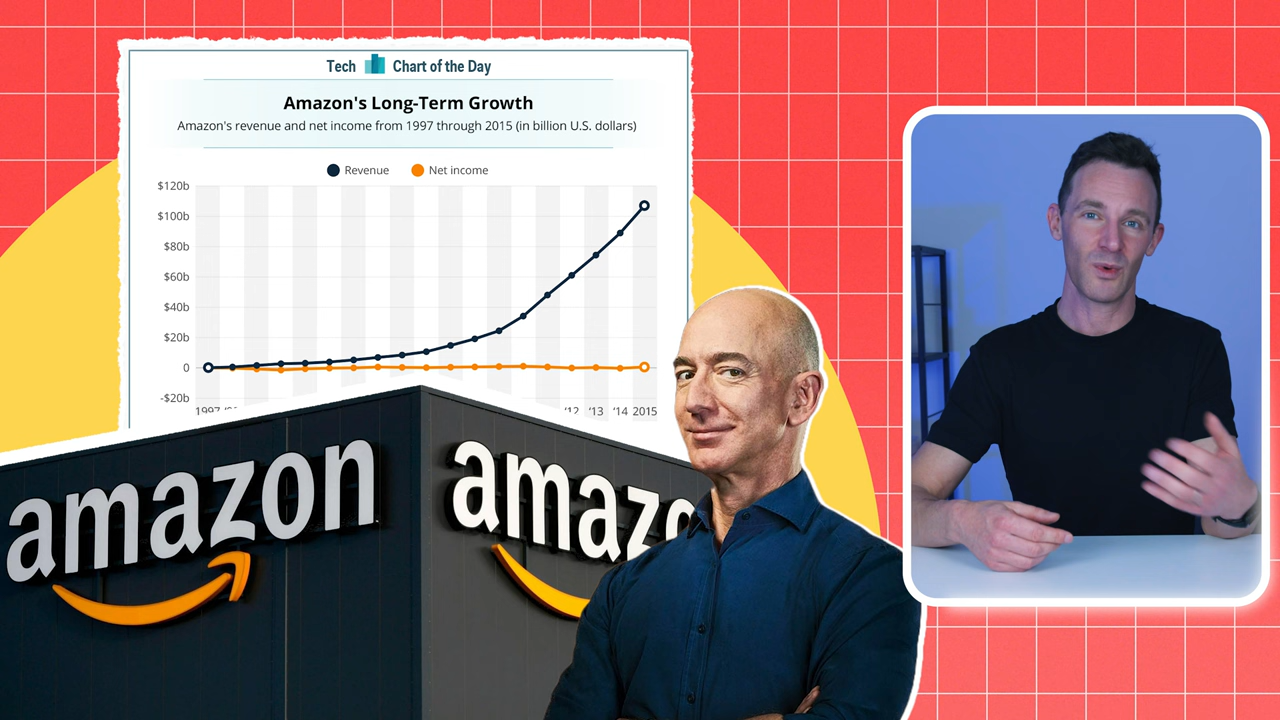 Tech Chart of the Day
Amazon's Long-Term Growth
Amazon's revenue and net income from 1997 through 2015 (in billion U.S. dollars)
Revenue Net income
$120b
$100b
$80b
$60b
$40b
$20b
0
-$20b
1997 '12 '13 '14 2015
amazon
amazo